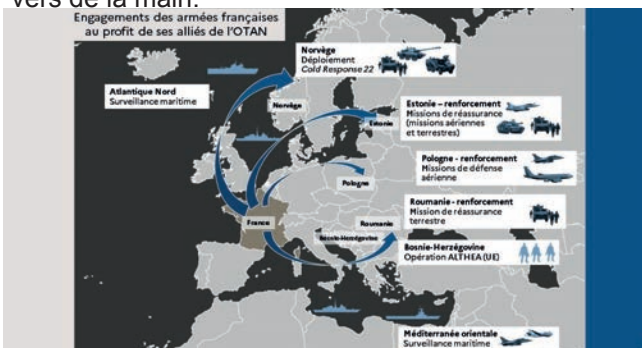 vers de la main.
Engagements des armées françaises
au profit de ses alliés de l'OTAN
Norvège
Déploiement
Cold Response 22
Atlantique Nord
Surveillance maritime
Norvège
Estonie – renforcement
Missions de réassurance
(missions aériennes
et terrestres)
Estonie
Pologne - renforcement
Missions de défense
aérienne
Pologne
Roumanie - renforcement
Mission de réassurance
terrestre
France
Roumanie
Bosnie-Herzégovine
Bosnie-Herzégovine
Opération ALTHEA (UE)
Méditerranée orientale
Surveillance maritime